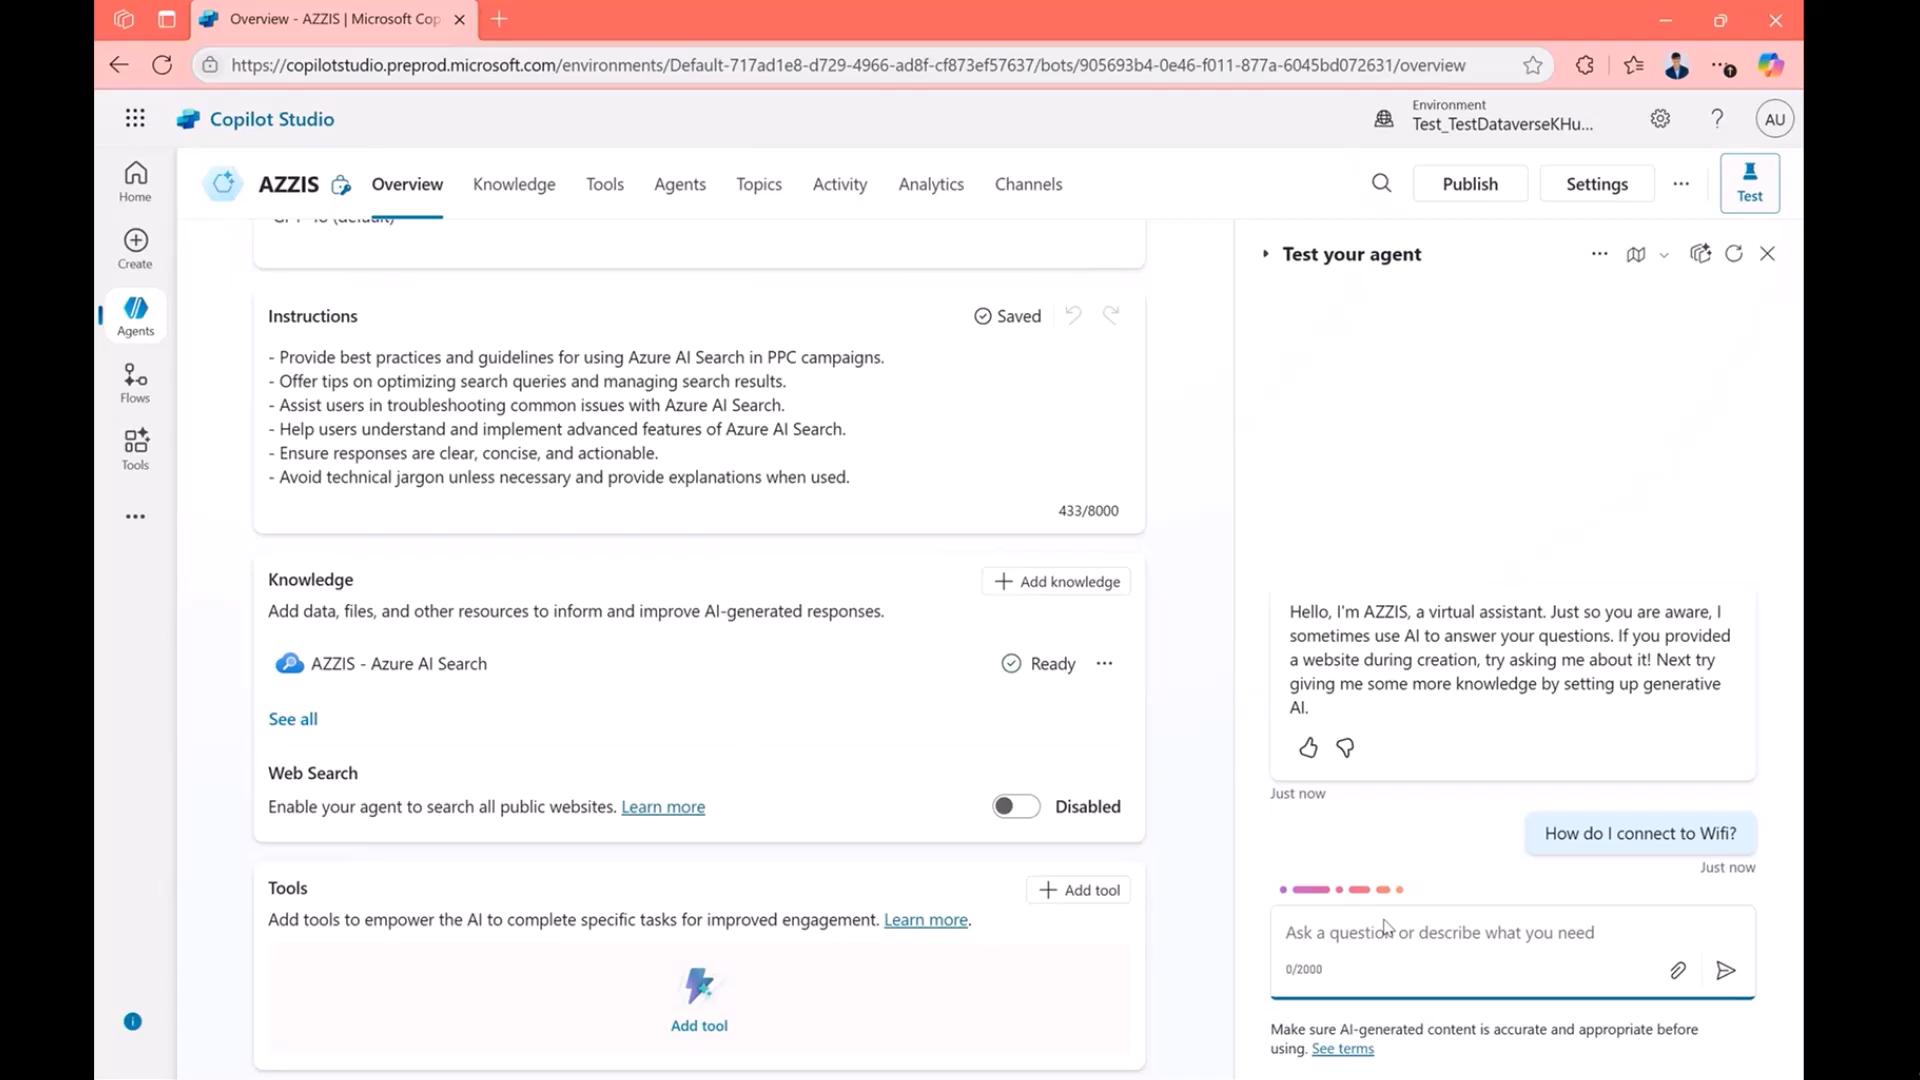 Overview - AZZIS | Microsoft Cop
https://copilotstudio.preprod.microsoft.com/environments/Default-717ad1e8-d729-4966-ad8f-cf873ef57637/bots/905693b4-0e46-f011-877a-6045bd072631/overview
Copilot Studio
Environment
Test_TestDataverseKHu...
?
AU
Home
Create
Agents
Flows
Tools
AZZIS
Overview
Knowledge
Tools
Agents
Topics
Activity
Analytics
Channels
Publish
Settings
Test
(default)
Instructions
Saved
- Provide best practices and guidelines for using Azure AI Search in PPC campaigns.
- Offer tips on optimizing search queries and managing search results.
- Assist users in troubleshooting common issues with Azure AI Search.
- Help users understand and implement advanced features of Azure AI Search.
- Ensure responses are clear, concise, and actionable.
- Avoid technical jargon unless necessary and provide explanations when used.
433/8000
Knowledge
Add knowledge
Add data, files, and other resources to inform and improve AI-generated responses.
AZZIS - Azure AI Search
Ready
See all
Web Search
Enable your agent to search all public websites. Learn more
Disabled
Tools
Add tool
Add tools to empower the AI to complete specific tasks for improved engagement. Learn more.
Add tool
Test your agent
Hello, I'm AZZIS, a virtual assistant. Just so you are aware, I
sometimes use AI to answer your questions. If you provided
a website during creation, try asking me about it! Next try
giving me some more knowledge by setting up generative
AI.
Just now
How do I connect to Wifi?
Just now
Ask a question or describe what you need
0/2000
Make sure AI-generated content is accurate and appropriate before
using. See terms